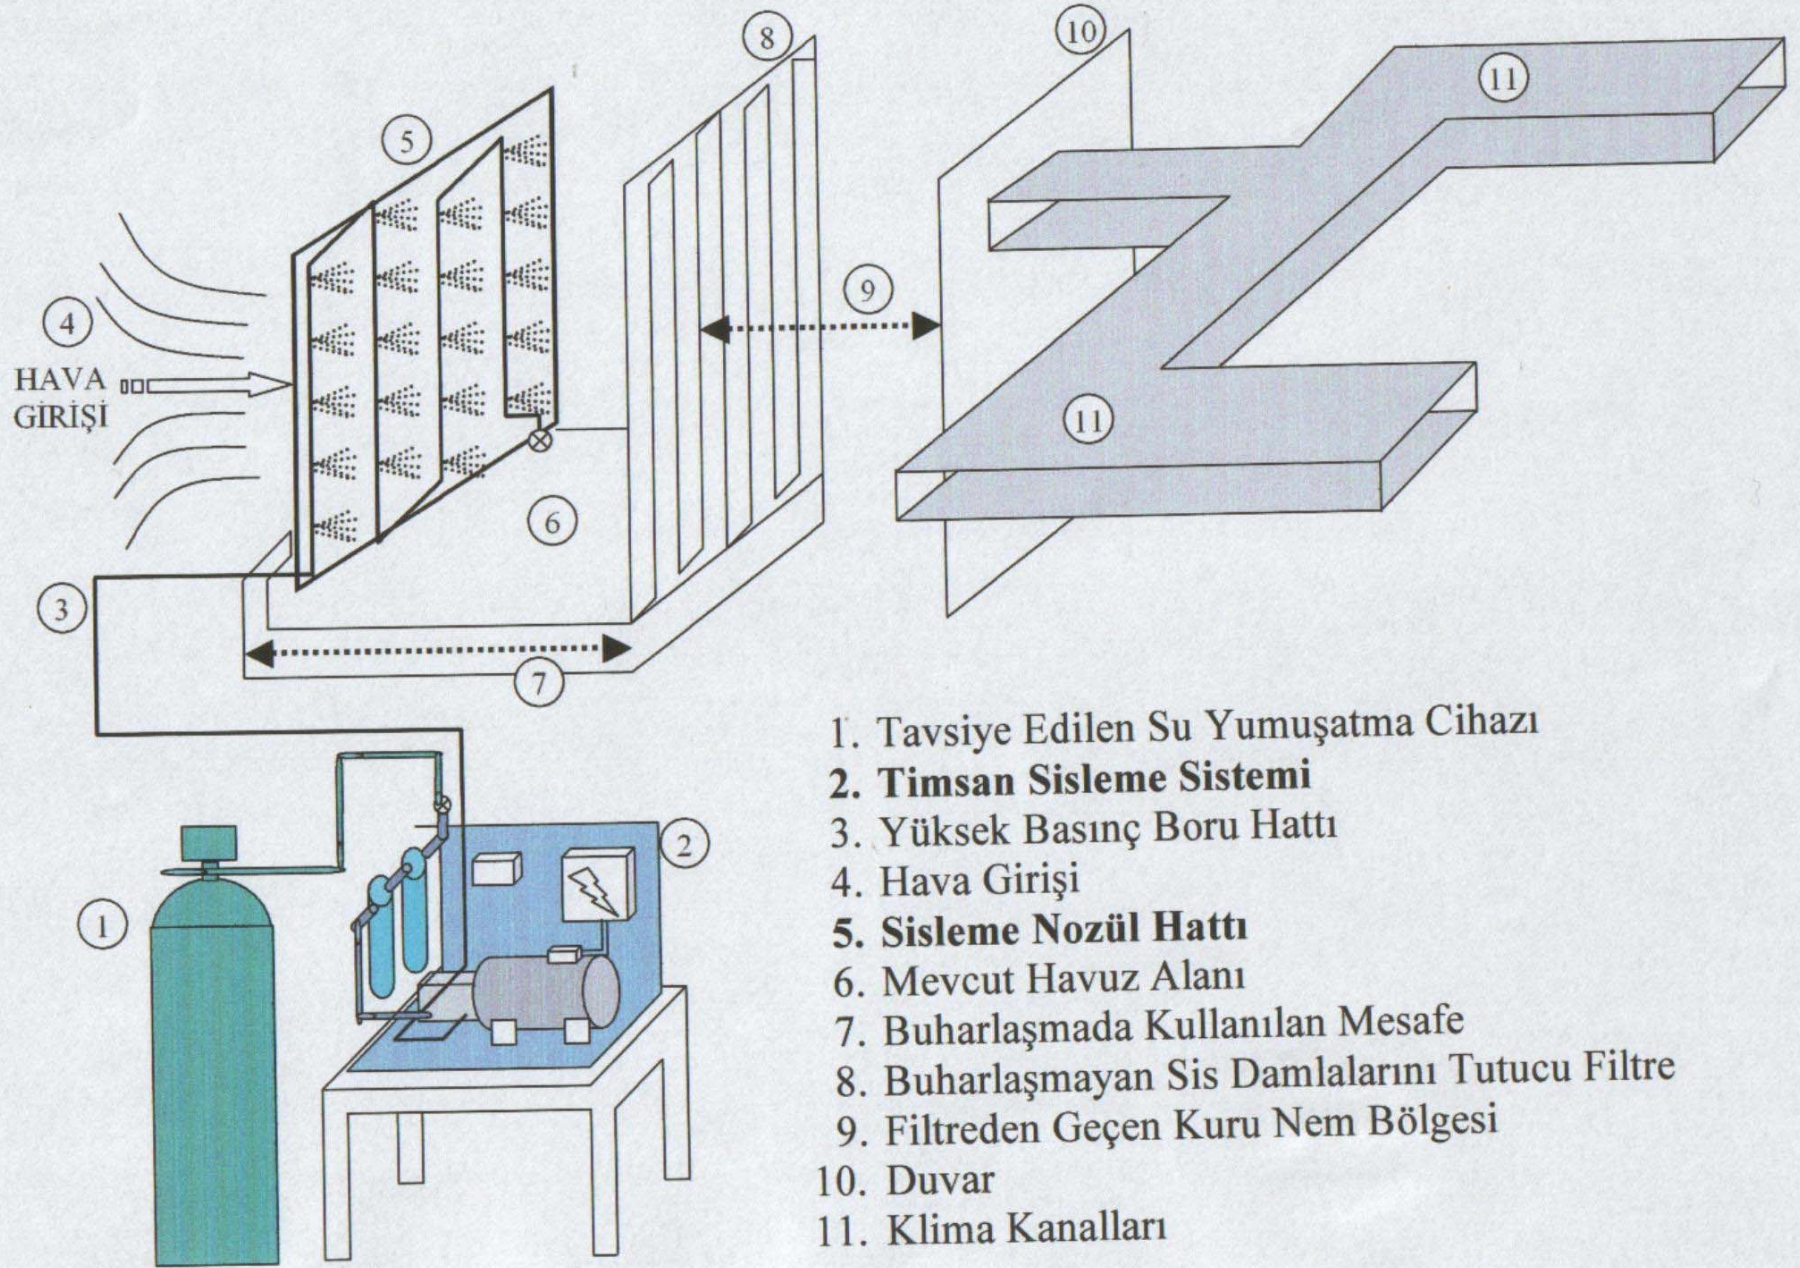 8
10
11
5
9
4
HAVA
GİRİŞİ
11
6
3
7
2
1
1. Tavsiye Edilen Su Yumuşatma Cihazı
2. Timsan Sisleme Sistemi
3. Yüksek Basınç Boru Hattı
4. Hava Girişi
5. Sisleme Nozül Hattı
6. Mevcut Havuz Alanı
7. Buharlaşmada Kullanılan Mesafe
8. Buharlaşmayan Sis Damlalarını Tutucu Filtre
9. Filtreden Geçen Kuru Nem Bölgesi
10. Duvar
11. Klima Kanalları